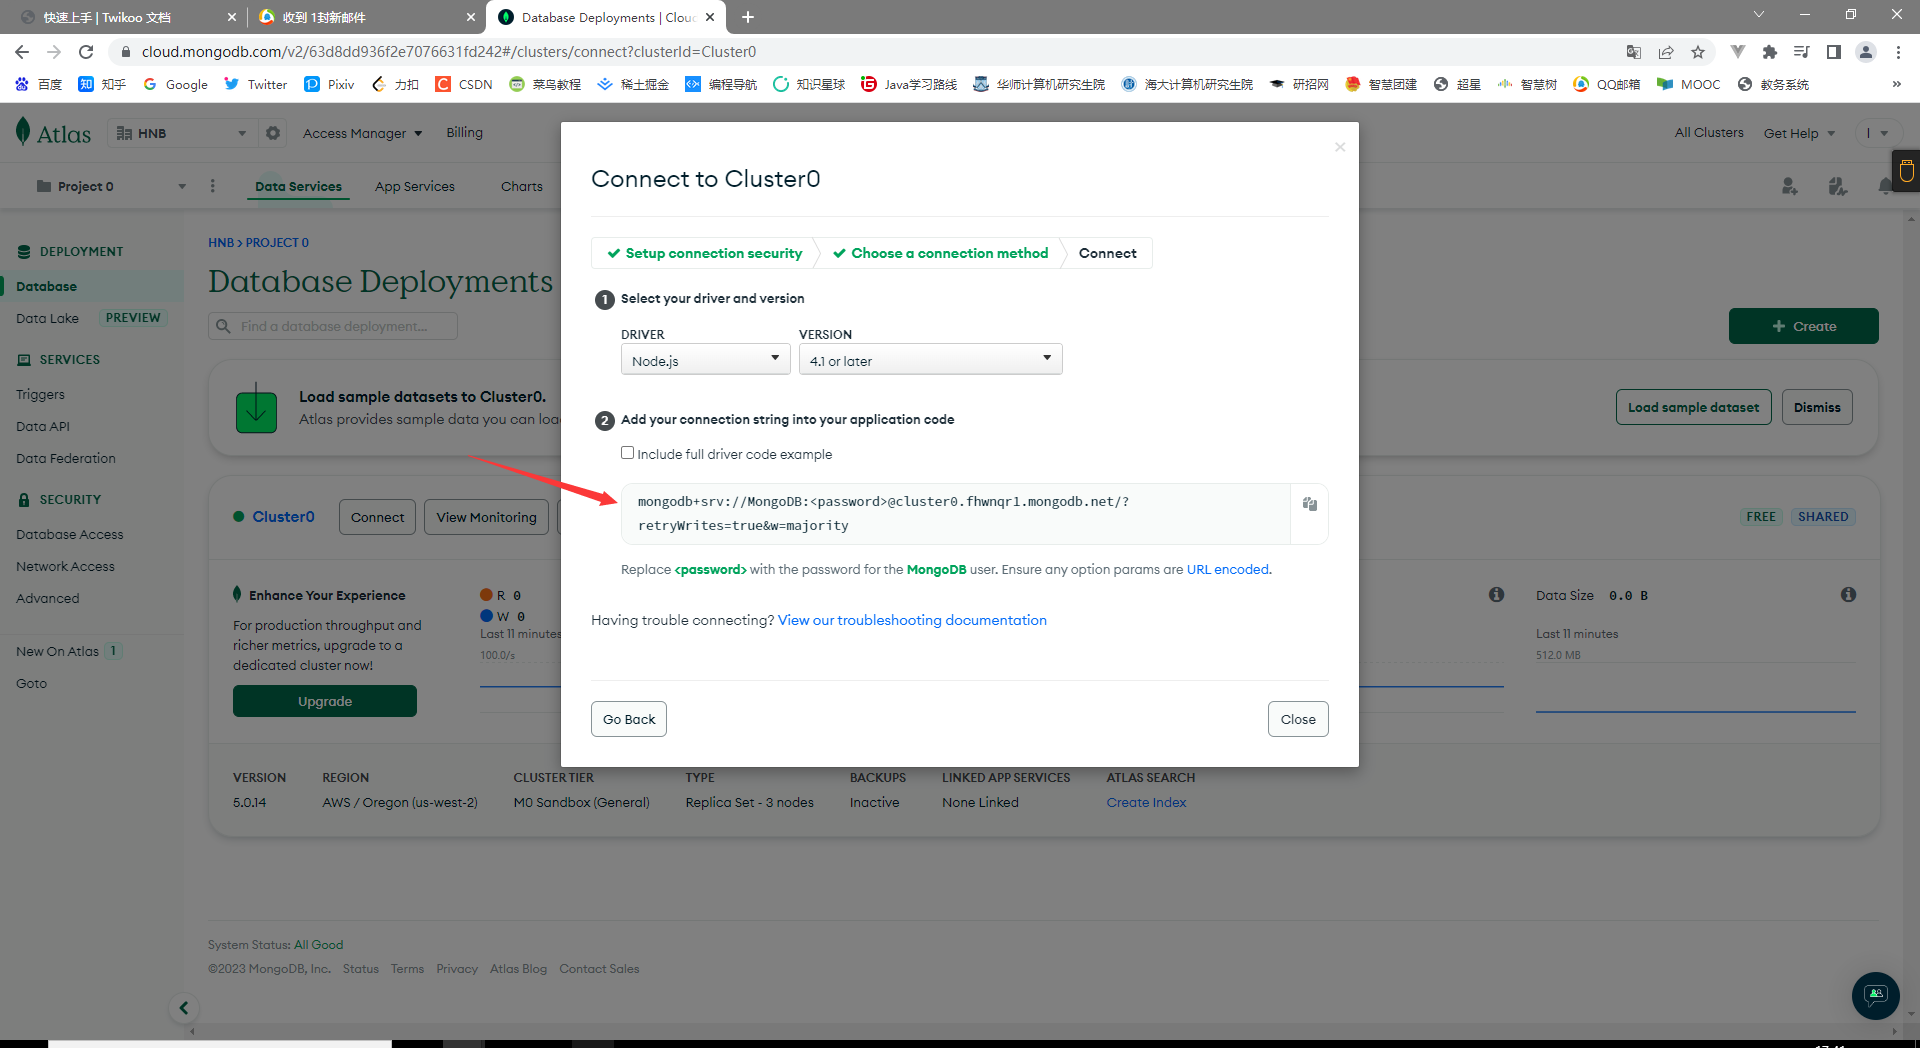 快速上手 | Twikoo 文档
收到 1封新邮件
Database Deployments | Clou
cloud.mongodb.com/v2/63d8dd936f2e7076631fd242#/clusters/connect?clusterId=Cluster0
百度 知乎 Google Twitter Pixiv 力扣 CSDN 菜鸟教程 稀土掘金 编程导航 知识星球 Java学习路线 华师计算机研究生院 海大计算机研究生院 研招网 智慧团建 超星 智慧树 QQ邮箱 MOOC 教务系统 »
Atlas HNB Access Manager Billing All Clusters Get Help I
Project 0 Data Services App Services Charts
DEPLOYMENT
Database
Data Lake PREVIEW
SERVICES
Triggers
Data API
Data Federation
SECURITY
Database Access
Network Access
Advanced
New On Atlas 1
Goto
HNB > PROJECT 0
Database Deployments
Find a database deployment...
+ Create
Load sample datasets to Cluster0.
Atlas provides sample data you can loa
Load sample dataset Dismiss
Cluster0 Connect View Monitoring FREE SHARED
Enhance Your Experience
For production throughput and
richer metrics, upgrade to a
dedicated cluster now!
Upgrade
R 0
W 0
Last 11 minutes
100.0/s
Data Size 0.0 B
Last 11 minutes
512.0 MB
VERSION REGION CLUSTER TIER TYPE BACKUPS LINKED APP SERVICES ATLAS SEARCH
5.0.14 AWS / Oregon (us-west-2) M0 Sandbox (General) Replica Set - 3 nodes Inactive None Linked Create Index
Connect to Cluster0
Setup connection security Choose a connection method Connect
1 Select your driver and version
DRIVER VERSION
Node.js 4.1 or later
2 Add your connection string into your application code
Include full driver code example
mongodb+srv://MongoDB:<password>@cluster0.fhwnqr1.mongodb.net/?
retryWrites=true&w=majority
Replace <password> with the password for the MongoDB user. Ensure any option params are URL encoded.
Having trouble connecting? View our troubleshooting documentation
Go Back Close
System Status: All Good
©2023 MongoDB, Inc. Status Terms Privacy Atlas Blog Contact Sales